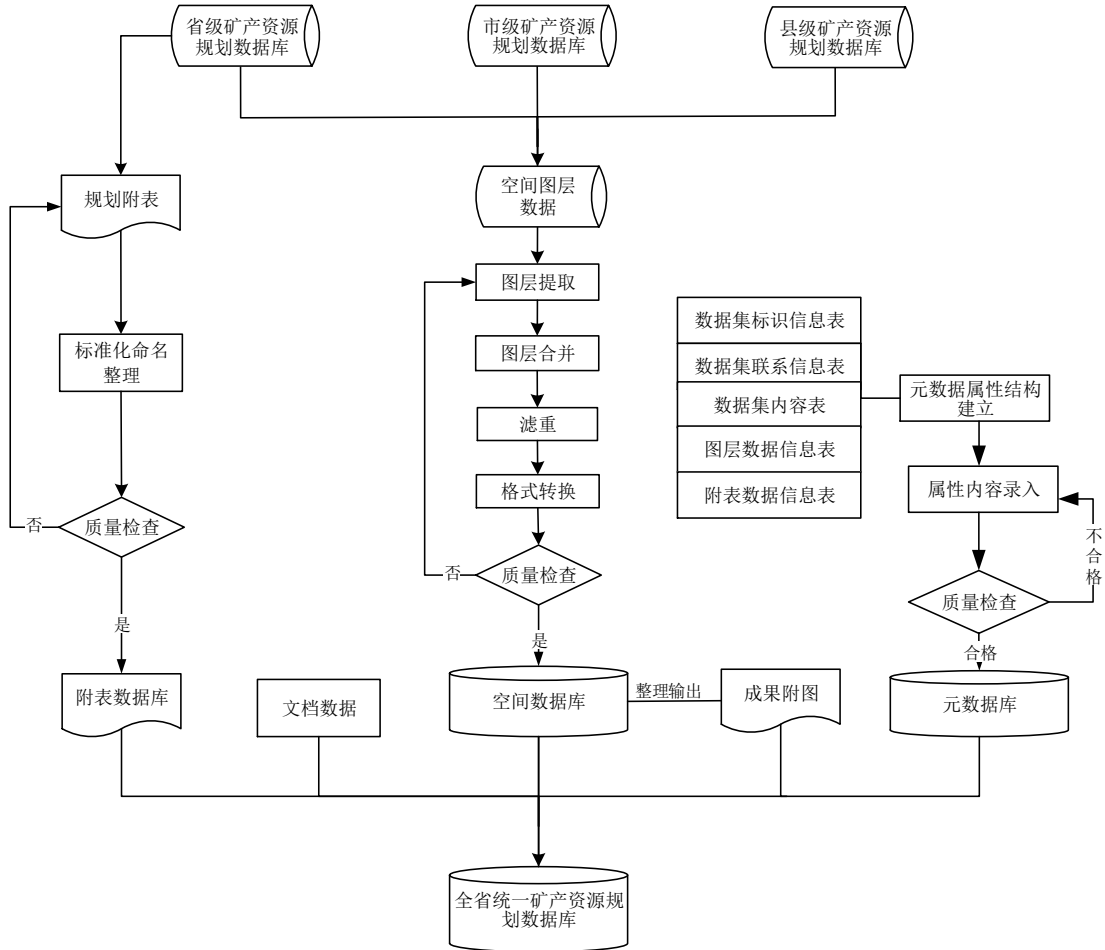 省级矿产资源
规划数据库
市级矿产资源
规划数据库
县级矿产资源
规划数据库
规划附表
空间图层
数据
图层提取
数据集标识信息表
标准化命名
整理
图层合并
数据集联系信息表
元数据属性结构
建立
数据集内容表
滤重
图层数据信息表
格式转换
附表数据信息表
属性内容录入
否
质量检查
不合格
否
质量检查
质量检查
是
是
合格
附表数据库
文档数据
空间数据库
整理输出
成果附图
元数据库
全省统一矿产资源规
划数据库